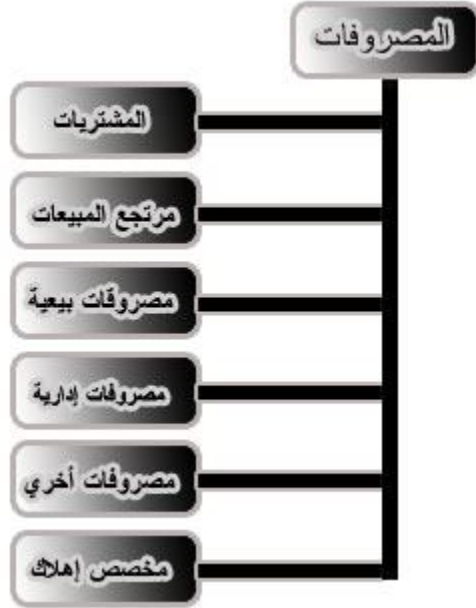 المصروفات
المشتريات
مرتجع المبيعات
مصروفات بيعية
مصروفات إدارية
مصروفات أخري
مخصص إهلاك